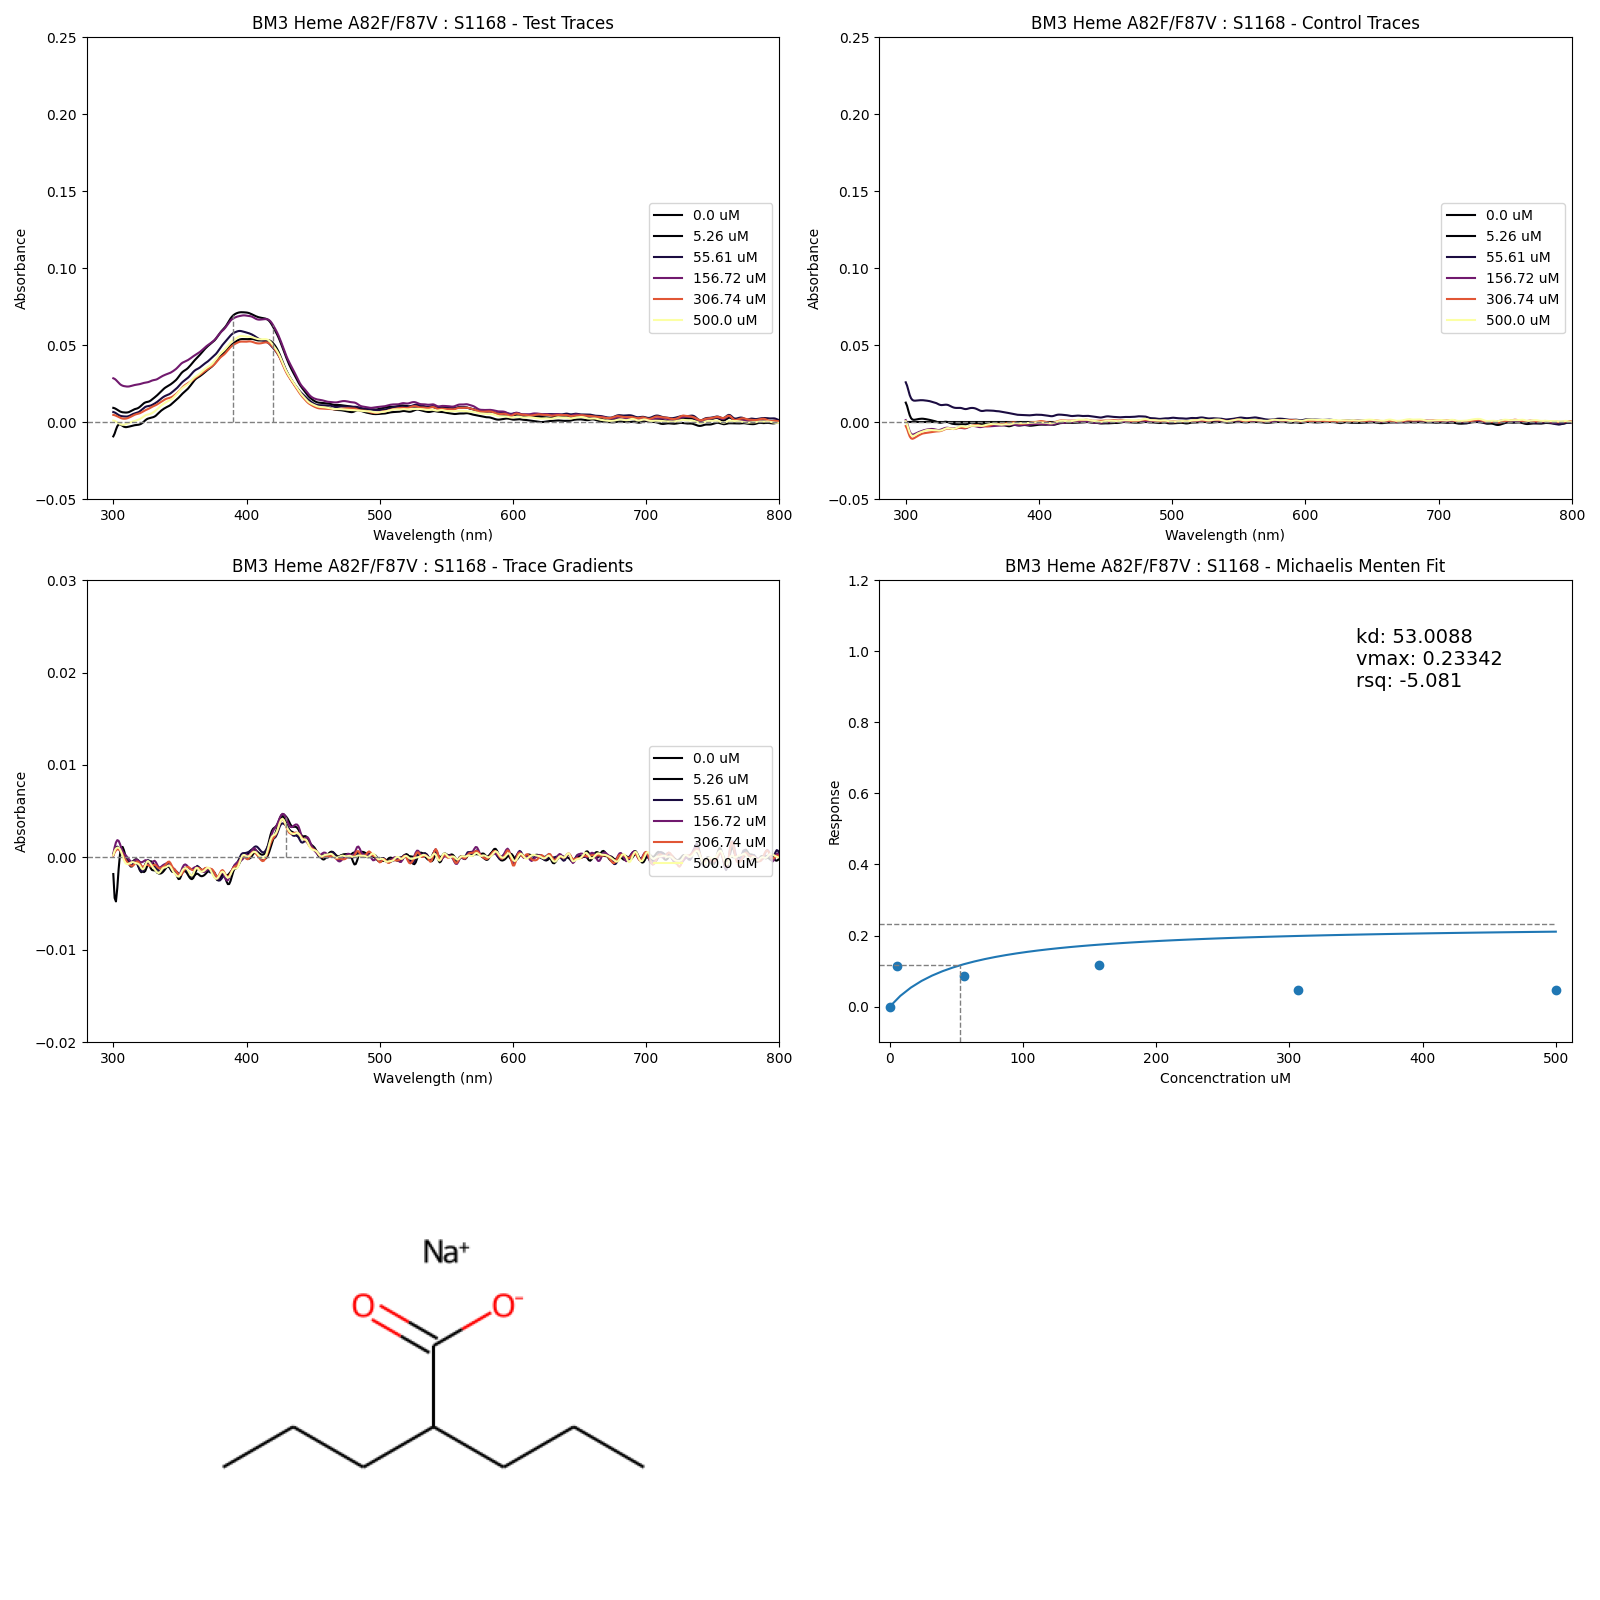 BM3 Heme A82F/F87V : S1168 - Test Traces
0.25
0.20
0.15
0.10
0.05
0.00
−0.05
Absorbance
300
400
500
600
700
800
Wavelength (nm)
0.0 uM
5.26 uM
55.61 uM
156.72 uM
306.74 uM
500.0 uM
BM3 Heme A82F/F87V : S1168 - Control Traces
0.25
0.20
0.15
0.10
0.05
0.00
−0.05
Absorbance
300
400
500
600
700
800
Wavelength (nm)
0.0 uM
5.26 uM
55.61 uM
156.72 uM
306.74 uM
500.0 uM
BM3 Heme A82F/F87V : S1168 - Trace Gradients
0.03
0.02
0.01
0.00
−0.01
−0.02
Absorbance
300
400
500
600
700
800
Wavelength (nm)
0.0 uM
5.26 uM
55.61 uM
156.72 uM
306.74 uM
500.0 uM
BM3 Heme A82F/F87V : S1168 - Michaelis Menten Fit
1.2
1.0
0.8
0.6
0.4
0.2
0.0
Response
0
100
200
300
400
500
Concenctration uM
kd: 53.0088
vmax: 0.23342
rsq: -5.081
Na+
O
O−